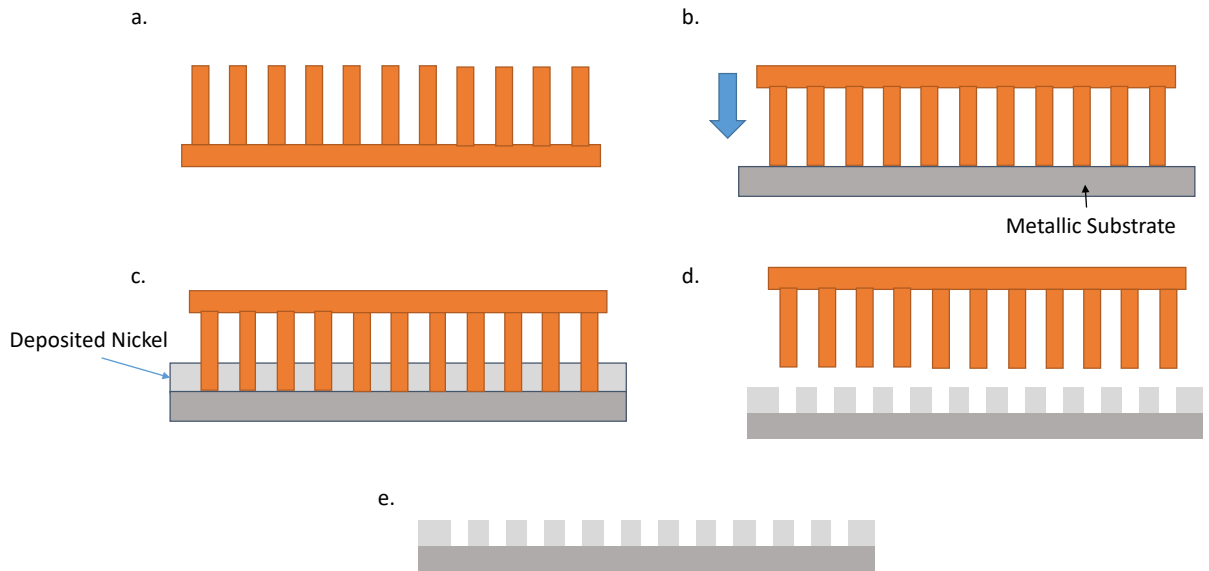 a.
b.
Metallic Substrate
c.
d.
Deposited Nickel
e.